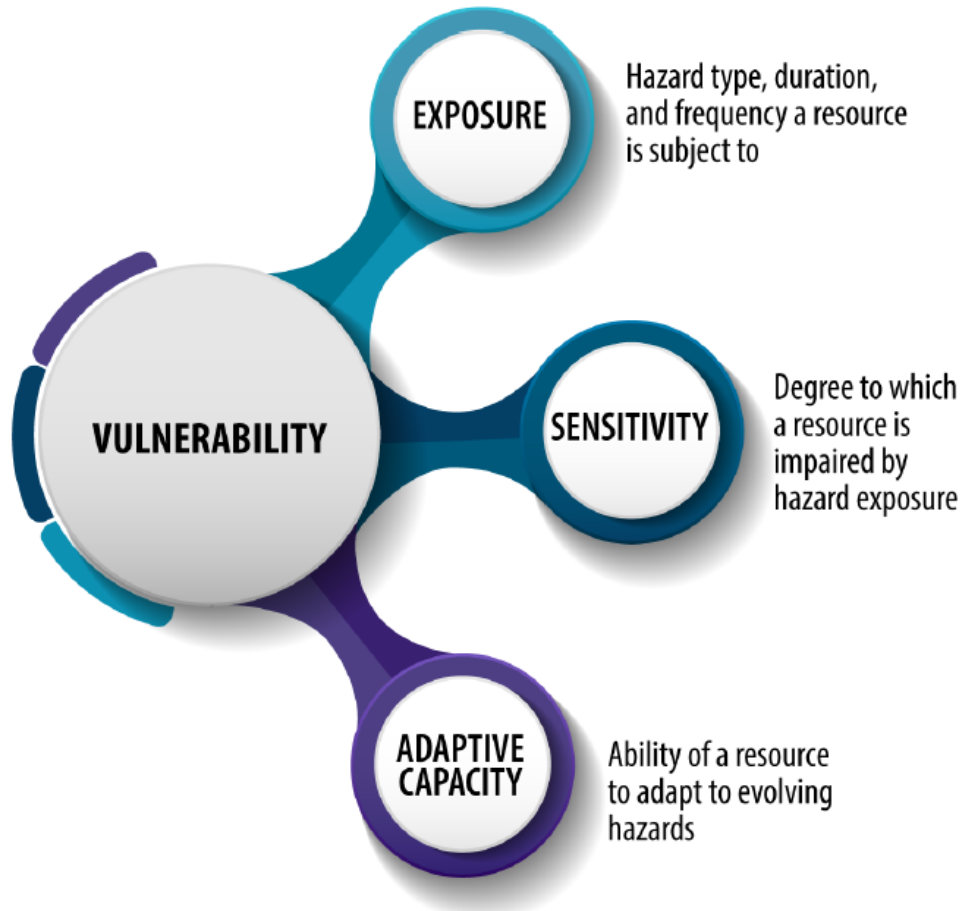 EXPOSURE
Hazard type, duration,
and frequency a resource
is subject to
VULNERABILITY
SENSITIVITY
Degree to which
a resource is
impaired by
hazard exposure
ADAPTIVE
CAPACITY
Ability of a resource
to adapt to evolving
hazards